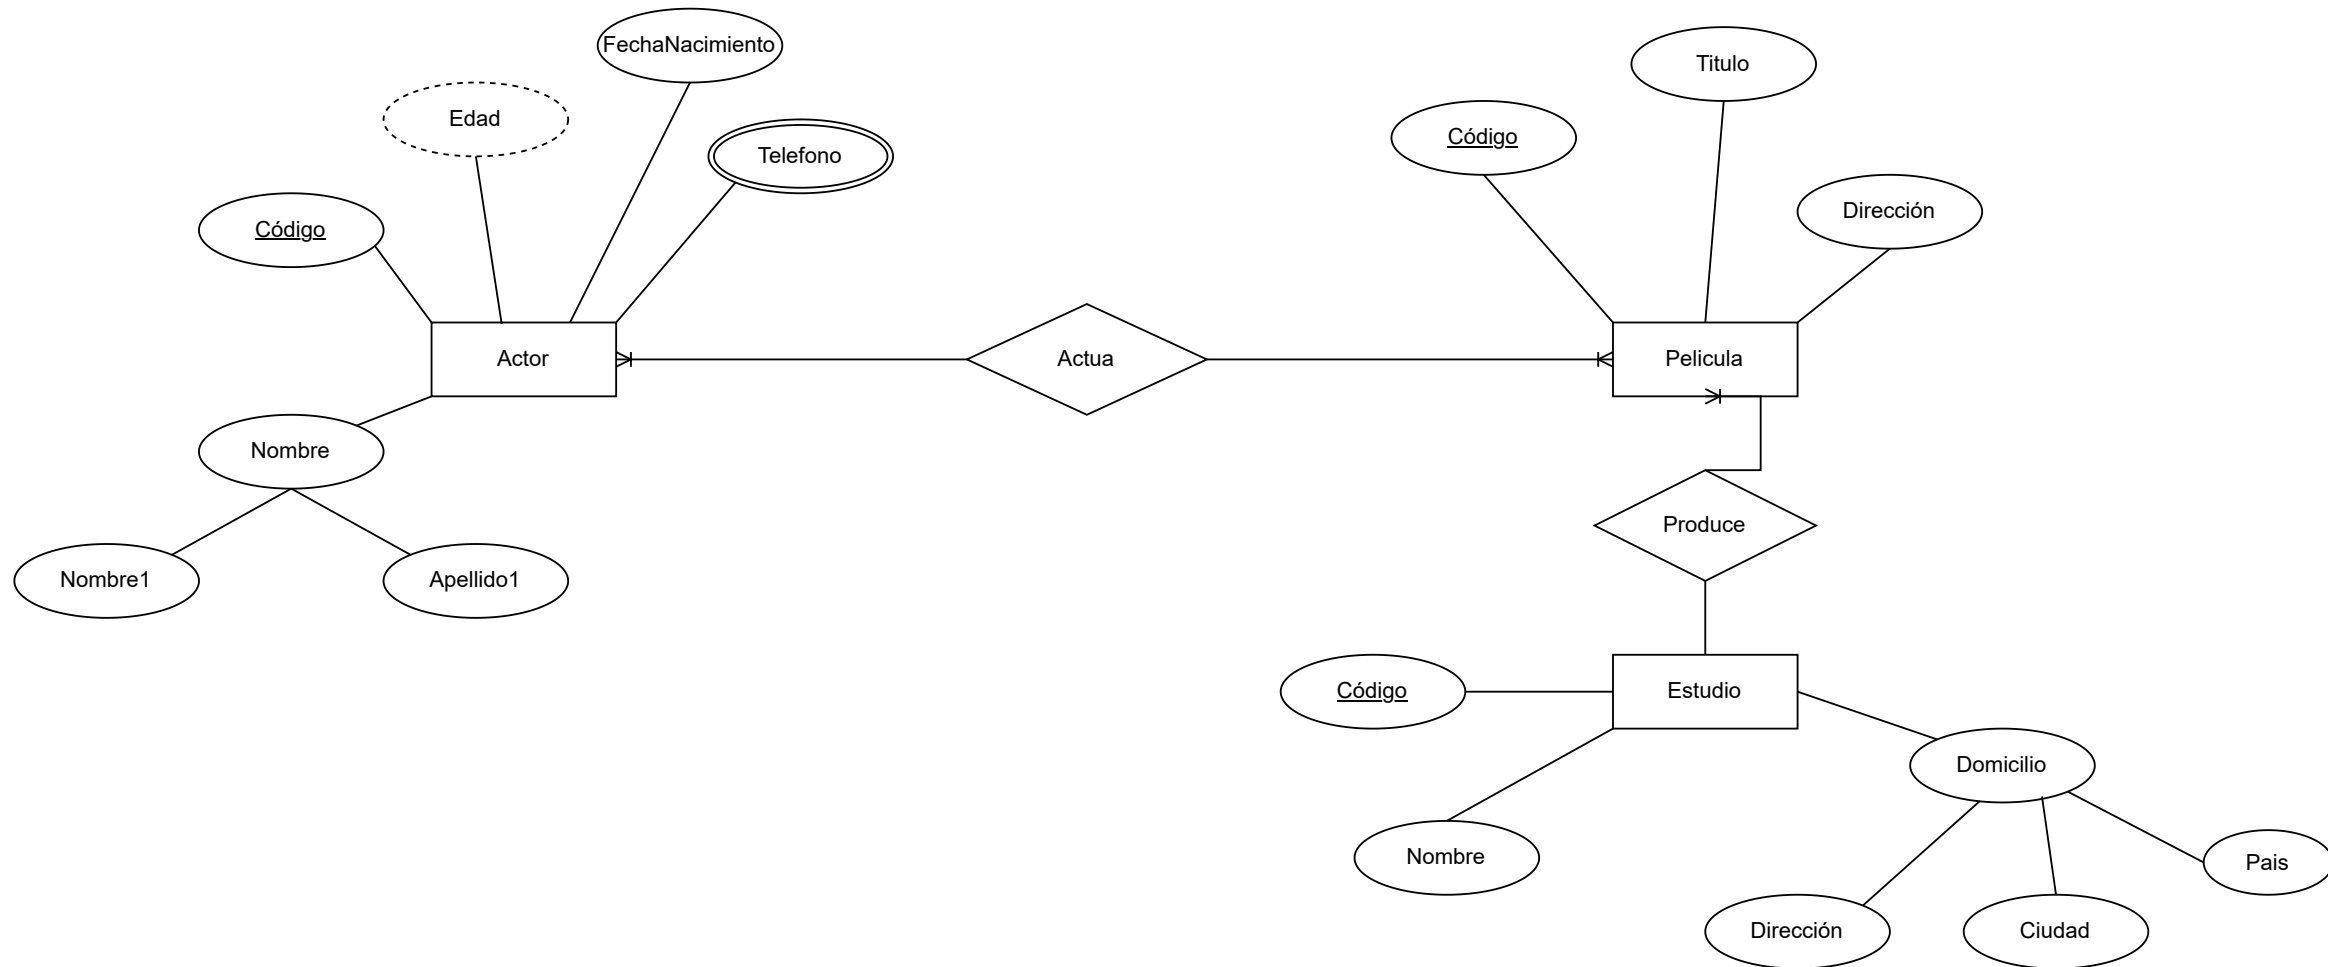 FechaNacimiento
Titulo
Edad
Código
Telefono
Dirección
Código
Actor
Actua
Pelicula
Nombre
Produce
Nombre1
Apellido1
Código
Estudio
Domicilio
Nombre
Pais
Dirección
Ciudad